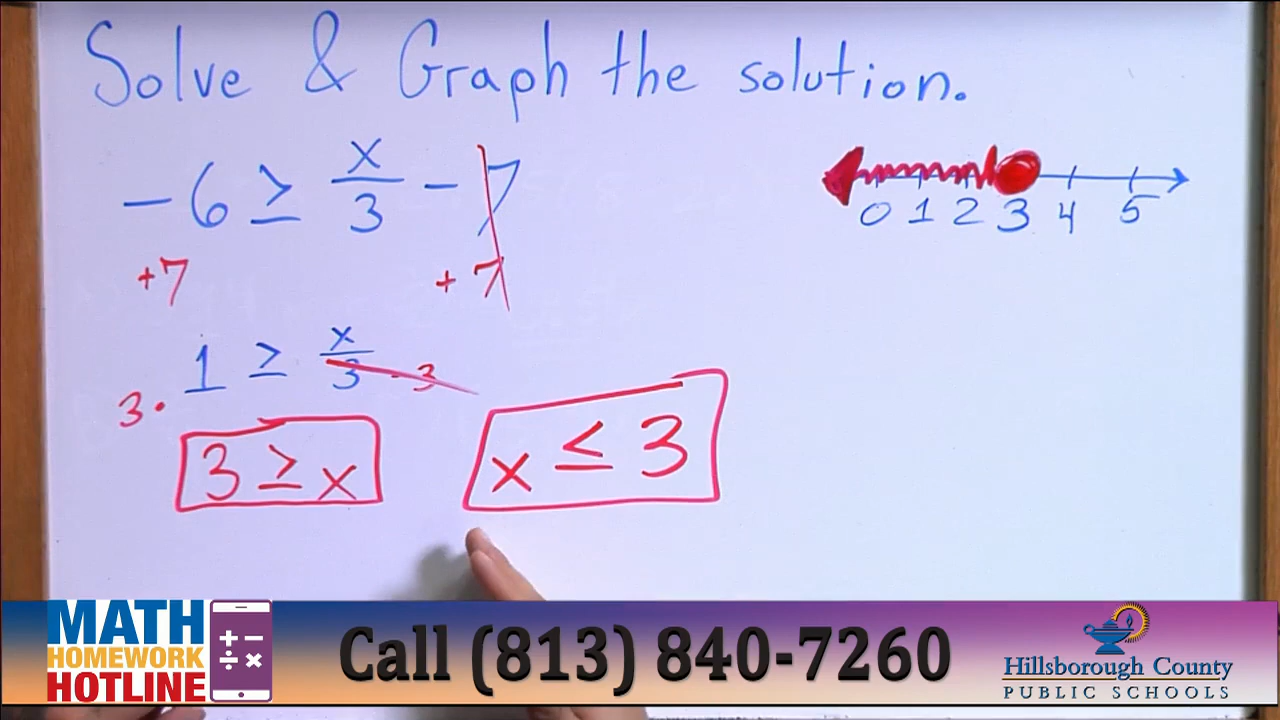 Solve & Graph the solution.
-6 ≥ x/3 - 7
+7 + 7
1 ≥ x/3 · 3
3 ·
3 ≥ x
x ≤ 3
0 1 2 3 4 5
MATH
HOMEWORK
HOTLINE
+ −
÷ ×
Call (813) 840-7260
Hillsborough County
PUBLIC SCHOOLS